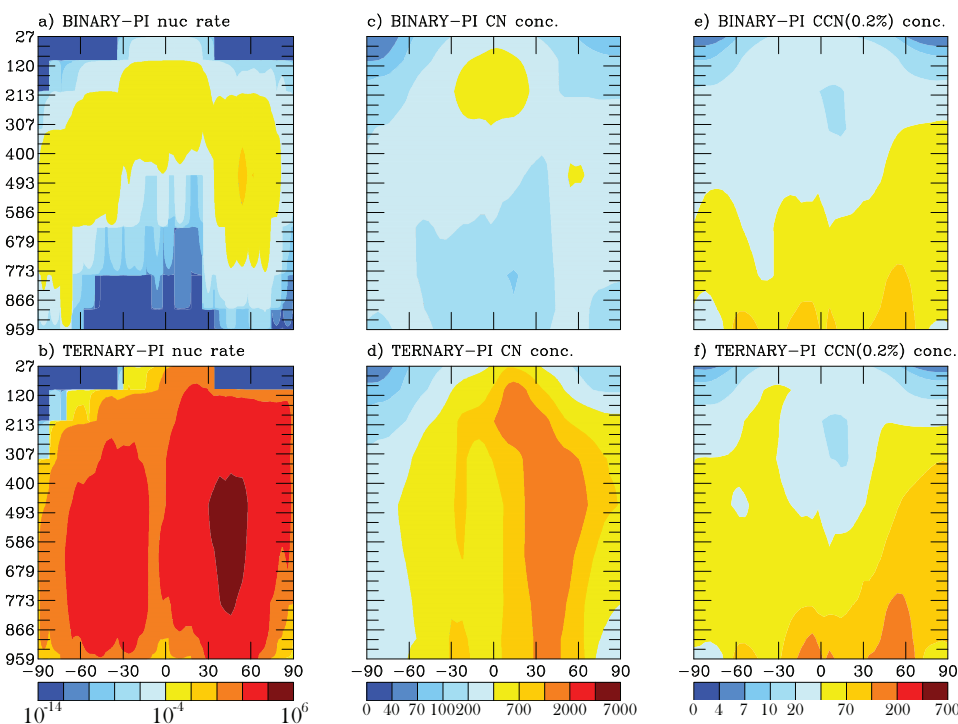 a) BINARY-PI nuc rate
c) BINARY-PI CN conc.
e) BINARY-PI CCN(0.2%) conc.
27
120
213
307
400
493
586
679
773
866
959
b) TERNARY-PI nuc rate
d) TERNARY-PI CN conc.
f) TERNARY-PI CCN(0.2%) conc.
27
120
213
307
400
493
586
679
773
866
959
-90 -60 -30 0 30 60 90
-90 -60 -30 0 30 60 90
-90 -60 -30 0 30 60 90
10-14 10-4 106
0 40 70 100 200 700 2000 7000
0 4 7 10 20 70 200 700